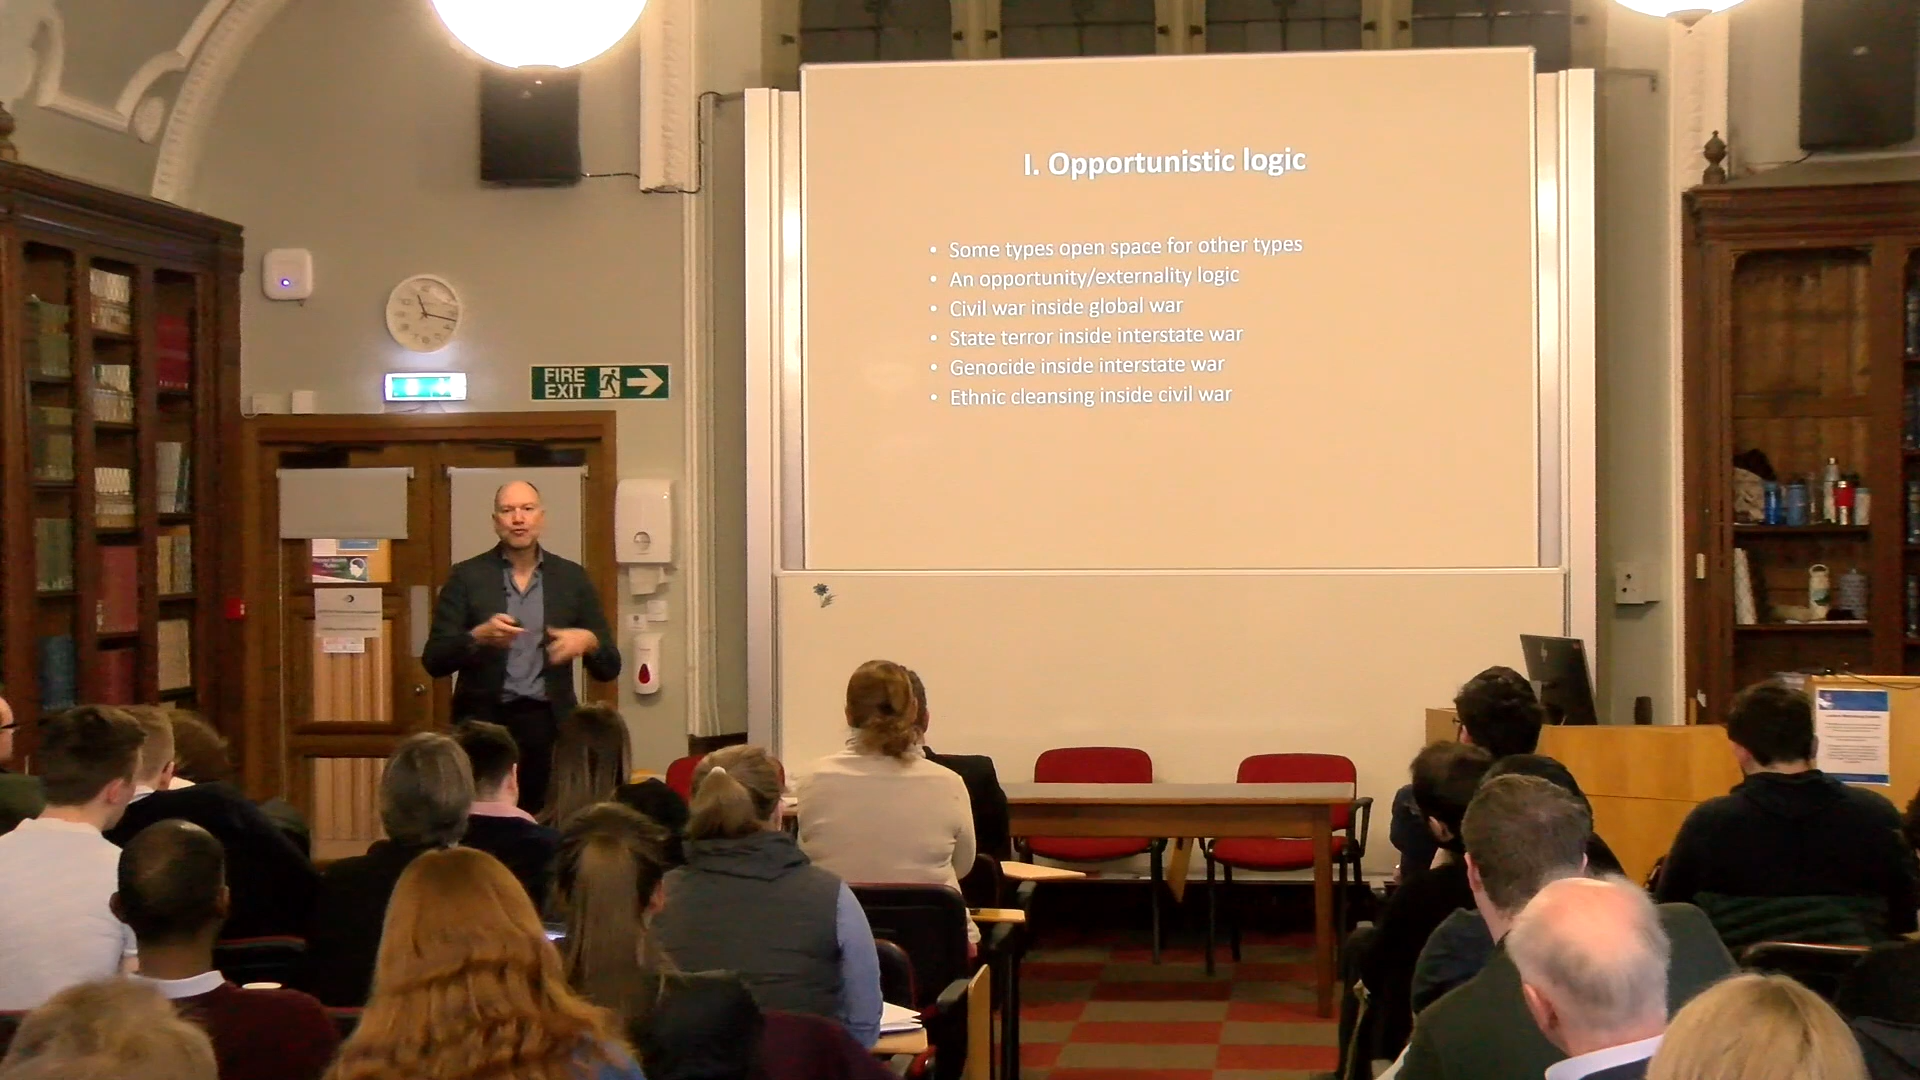 I. Opportunistic logic
• Some types open space for other types
• An opportunity/externality logic
• Civil war inside global war
• State terror inside interstate war
• Genocide inside interstate war
• Ethnic cleansing inside civil war
FIRE
EXIT